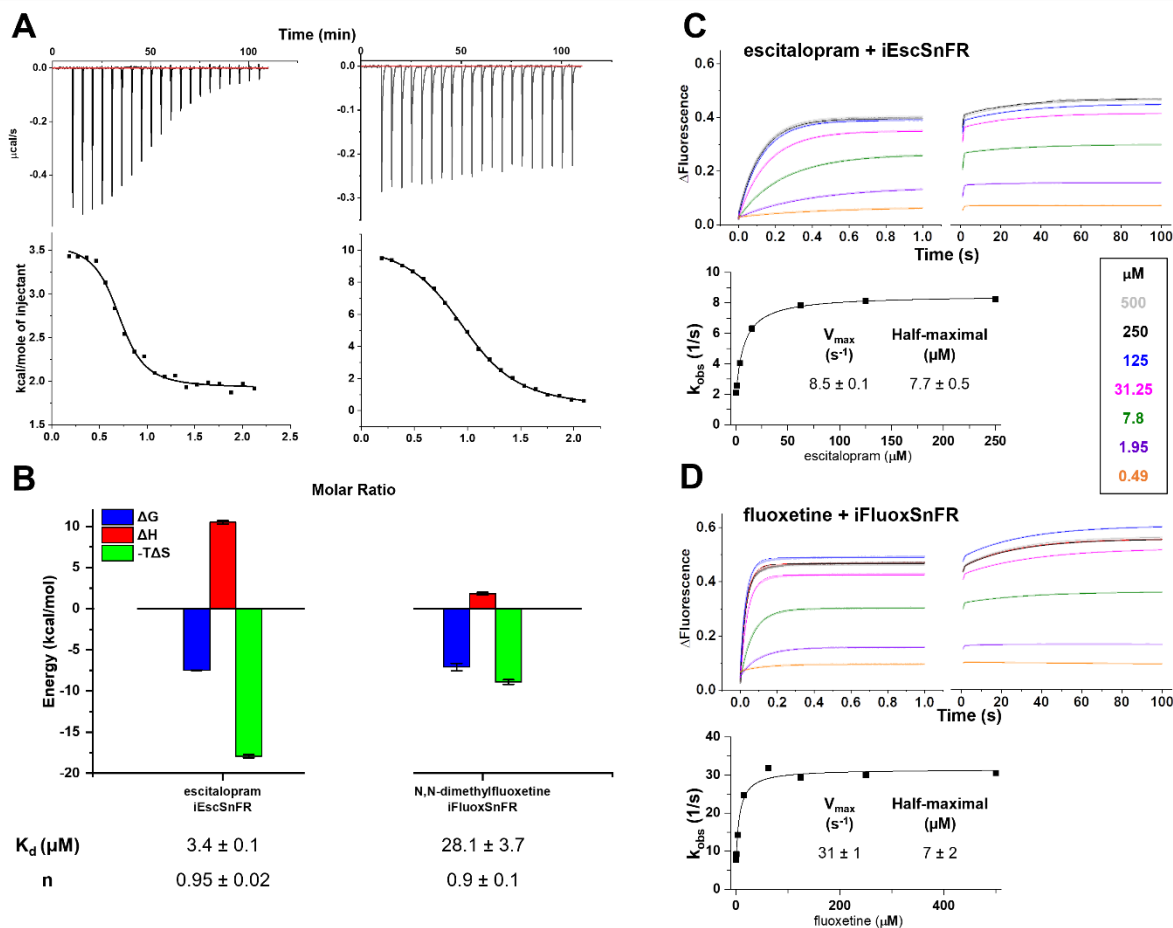 A
Time (min)
0 50 100
0 50 100
0.0
-0.2
-0.4
µcal/s
0.0
-0.1
-0.2
-0.3
3.5
3.0
2.5
2.0
1.5
kcal/mole of injectant
0.0 0.5 1.0 1.5 2.0 2.5
10
8
6
4
2
0
0.0 0.5 1.0 1.5 2.0
Molar Ratio
B
ΔG
ΔH
-TΔS
10
5
0
-5
-10
-15
-20
Energy (kcal/mol)
escitalopram
iEscSnFR
N,N-dimethylfluoxetine
iFluoxSnFR
Kd (µM) 3.4 ± 0.1 28.1 ± 3.7
n 0.95 ± 0.02 0.9 ± 0.1
C
escitalopram + iEscSnFR
0.4
0.2
0.0
ΔFluorescence
0.0 0.2 0.4 0.6 0.8 1.0
0 20 40 60 80 100
Time (s)
10
8
6
4
2
0
kobs (1/s)
Vmax Half-maximal
(s-1) (µM)
8.5 ± 0.1 7.7 ± 0.5
0 50 100 150 200 250
escitalopram (µM)
µM
500
250
125
31.25
7.8
1.95
0.49
D
fluoxetine + iFluoxSnFR
0.6
0.4
0.2
0.0
ΔFluorescence
0.0 0.2 0.4 0.6 0.8 1.0
0 20 40 60 80 100
Time (s)
40
30
20
10
0
kobs (1/s)
Vmax Half-maximal
(s-1) (µM)
31 ± 1 7 ± 2
0 200 400
fluoxetine (µM)